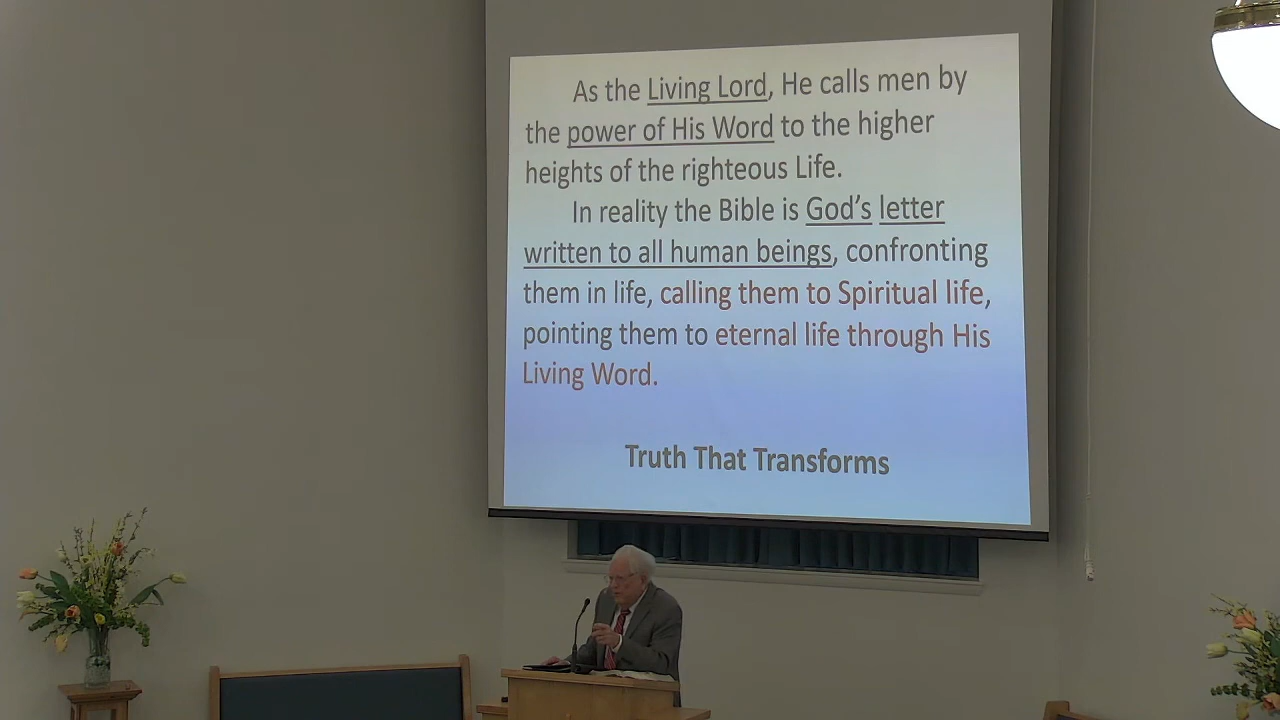 As the Living Lord, He calls men by
the power of His Word to the higher
heights of the righteous Life.
In reality the Bible is God's letter
written to all human beings, confronting
them in life, calling them to Spiritual life,
pointing them to eternal life through His
Living Word.
Truth That Transforms